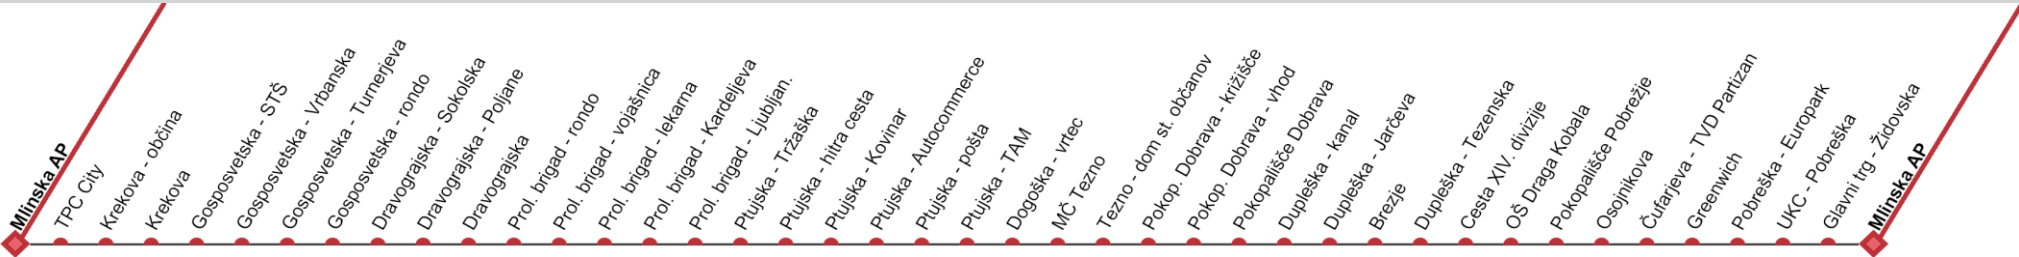 Mlinska AP
TPC City
Krekova - občina
Krekova
Gosposvetska - STŠ
Gosposvetska - Vrbanska
Gosposvetska - Turnerjeva
Gosposvetska - rondo
Dravograjska - Sokolska
Dravograjska - Poljane
Dravograjska
Prol. brigad - rondo
Prol. brigad - vojašnica
Prol. brigad - lekarna
Prol. brigad - Kardeljeva
Prol. brigad - Ljubljan.
Ptujska - Tržaška
Ptujska - hitra cesta
Ptujska - Kovinar
Ptujska - Autocommerce
Ptujska - pošta
Ptujska - TAM
Dogoška - vrtec
MČ Tezno
Tezno - dom st. občanov
Pokop. Dobrava - križišče
Pokop. Dobrava - vhod
Pokopališče Dobrava
Dupleška - kanal
Dupleška - Jarčeva
Brezje
Dupleška - Tezenska
Cesta XIV. divizije
OŠ Draga Kobala
Pokopališče Pobrežje
Osojnikova
Čufarjeva - TVD Partizan
Greenwich
Pobreška - Europark
UKC - Pobreška
Glavni trg - Židovska
Mlinska AP